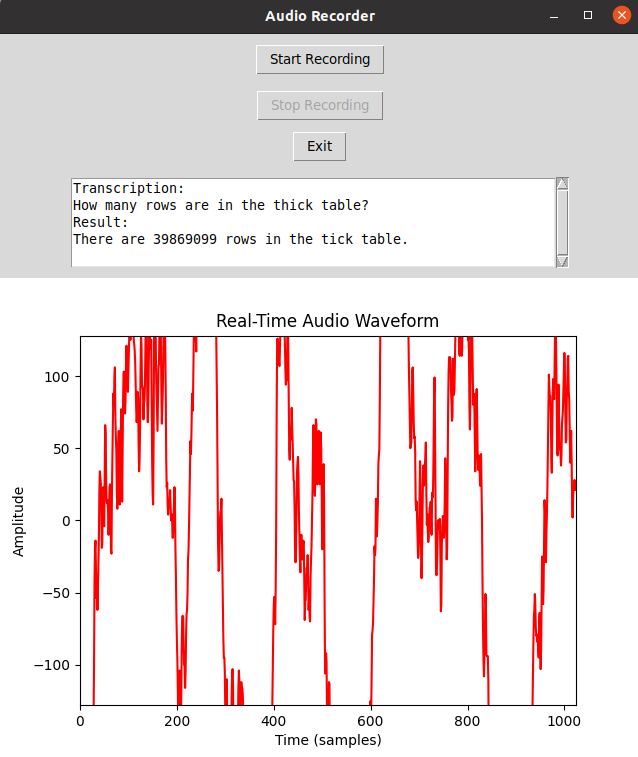 Audio Recorder
Start Recording
Stop Recording
Exit
Transcription:
How many rows are in the thick table?
Result:
There are 39869099 rows in the tick table.
Real-Time Audio Waveform
100
50
0
−50
−100
Amplitude
0 200 400 600 800 1000
Time (samples)